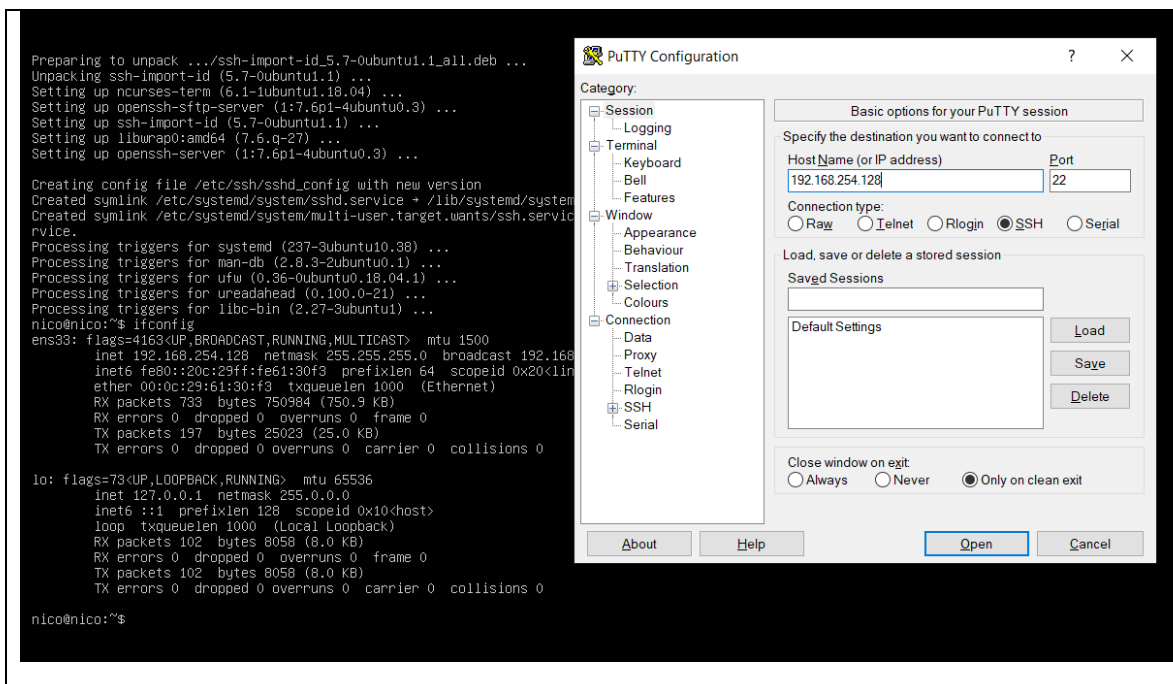 Preparing to unpack .../ssh-import-id_5.7-0ubuntu1.1_all.deb ...
Unpacking ssh-import-id (5.7-0ubuntu1.1) ...
Setting up ncurses-term (6.1-1ubuntu1.18.04) ...
Setting up openssh-sftp-server (1:7.6p1-4ubuntu0.3) ...
Setting up ssh-import-id (5.7-0ubuntu1.1) ...
Setting up libwrap0:amd64 (7.6.q-27) ...
Setting up openssh-server (1:7.6p1-4ubuntu0.3) ...
Creating config file /etc/ssh/sshd_config with new version
Created symlink /etc/systemd/system/sshd.service → /lib/systemd/system
Created symlink /etc/systemd/system/multi-user.target.wants/ssh.servic
rvice.
Processing triggers for systemd (237-3ubuntu10.38) ...
Processing triggers for man-db (2.8.3-2ubuntu0.1) ...
Processing triggers for ufw (0.36-0ubuntu0.18.04.1) ...
Processing triggers for ureadahead (0.100.0-21) ...
Processing triggers for libc-bin (2.27-3ubuntu1) ...
nico@nico:~$ ifconfig
ens33: flags=4163<UP,BROADCAST,RUNNING,MULTICAST> mtu 1500
inet 192.168.254.128 netmask 255.255.255.0 broadcast 192.168
inet6 fe80::20c:29ff:fe61:30f3 prefixlen 64 scopeid 0x20<lin
ether 00:0c:29:61:30:f3 txqueuelen 1000 (Ethernet)
RX packets 733 bytes 750984 (750.9 KB)
RX errors 0 dropped 0 overruns 0 frame 0
TX packets 197 bytes 25023 (25.0 KB)
TX errors 0 dropped 0 overruns 0 carrier 0 collisions 0
lo: flags=73<UP,LOOPBACK,RUNNING> mtu 65536
inet 127.0.0.1 netmask 255.0.0.0
inet6 ::1 prefixlen 128 scopeid 0x10<host>
loop txqueuelen 1000 (Local Loopback)
RX packets 102 bytes 8058 (8.0 KB)
RX errors 0 dropped 0 overruns 0 frame 0
TX packets 102 bytes 8058 (8.0 KB)
TX errors 0 dropped 0 overruns 0 carrier 0 collisions 0
nico@nico:~$
PuTTY Configuration ? ×
Category:
Session
Logging
Terminal
Keyboard
Bell
Features
Window
Appearance
Behaviour
Translation
Selection
Colours
Connection
Data
Proxy
Telnet
Rlogin
SSH
Serial
Basic options for your PuTTY session
Specify the destination you want to connect to
Host Name (or IP address) Port
192.168.254.128 22
Connection type:
Raw Telnet Rlogin SSH Serial
Load, save or delete a stored session
Saved Sessions
Default Settings
Load
Save
Delete
Close window on exit:
Always Never Only on clean exit
About Help Open Cancel